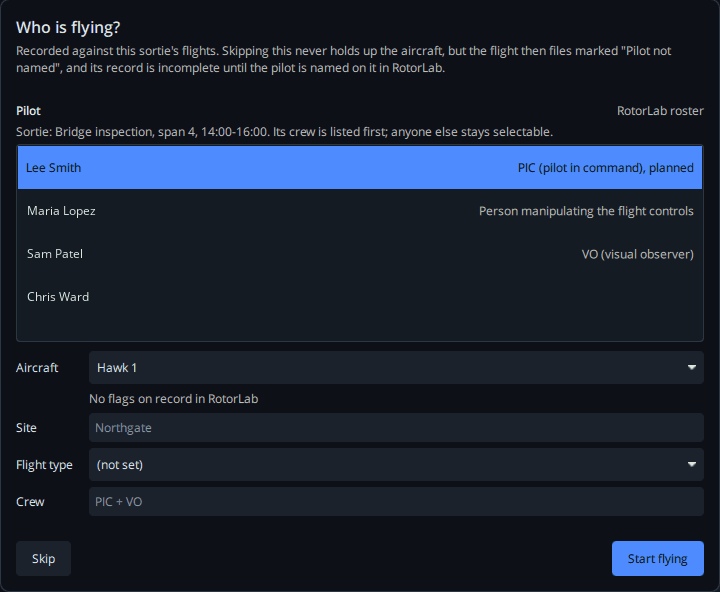 Who is flying?
Recorded against this sortie's flights. Skipping this never holds up the aircraft, but the flight then files marked "Pilot not
named", and its record is incomplete until the pilot is named on it in RotorLab.
Pilot
RotorLab roster
Sortie: Bridge inspection, span 4, 14:00-16:00. Its crew is listed first; anyone else stays selectable.
Lee Smith
PIC (pilot in command), planned
Maria Lopez
Person manipulating the flight controls
Sam Patel
VO (visual observer)
Chris Ward
Aircraft
Hawk 1
No flags on record in RotorLab
Site
Northgate
Flight type
(not set)
Crew
PIC + VO
Skip
Start flying